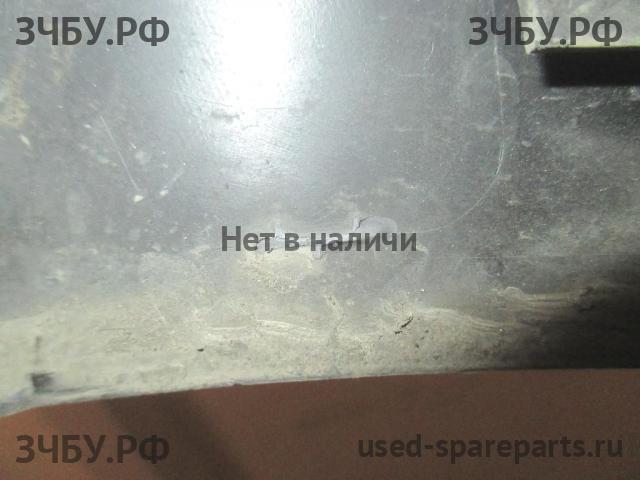 ЗЧБУ.РФ ЗЧБУ.РФ
Нет в наличи
ЗЧБУ.РФ used-spareparts.ru